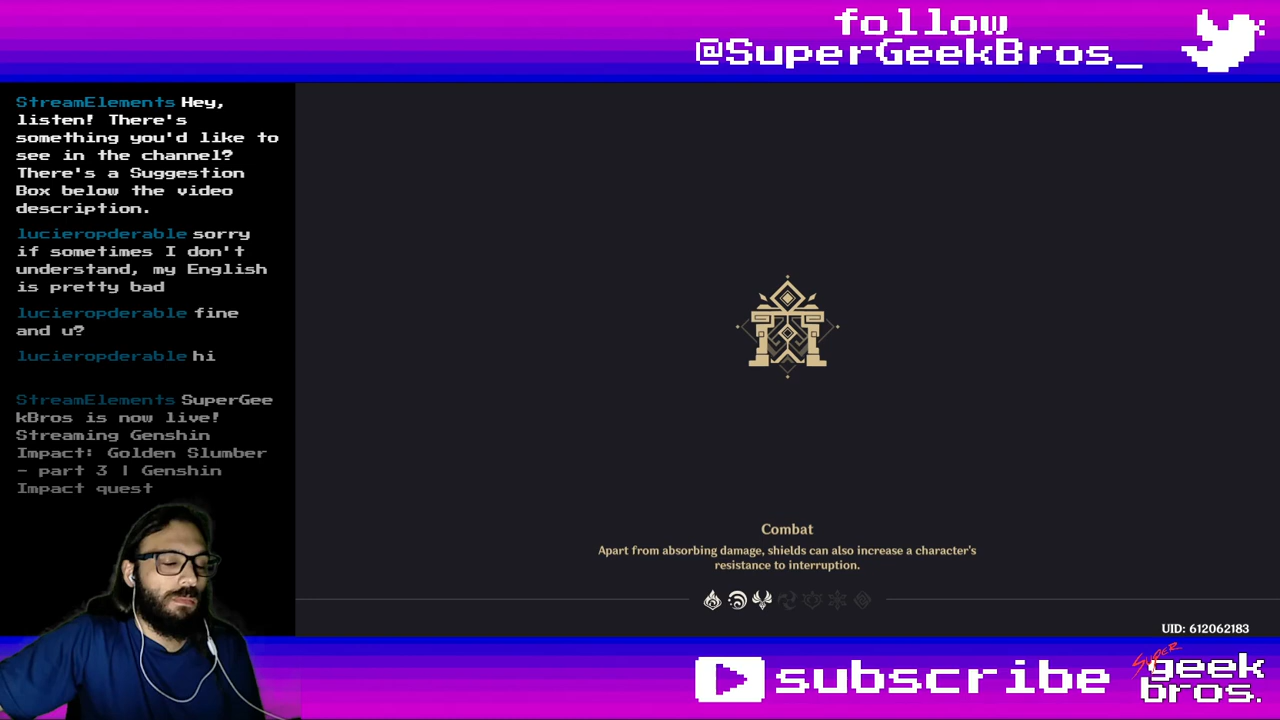 follow
@SuperGeekBros_
StreamElements Hey,
listen! There's
something you'd like to
see in the channel?
There's a Suggestion
Box below the video
description.
lucieropderable sorry
if sometimes I don't
understand, my English
is pretty bad
lucieropderable fine
and u?
lucieropderable hi
StreamElements SuperGee
kBros is now live!
Streaming Genshin
Impact: Golden Slumber
- part 3 | Genshin
Impact quest
Combat
Apart from absorbing damage, shields can also increase a character's
resistance to interruption.
UID: 612062183
subscribe
SUPER
geek
bros.